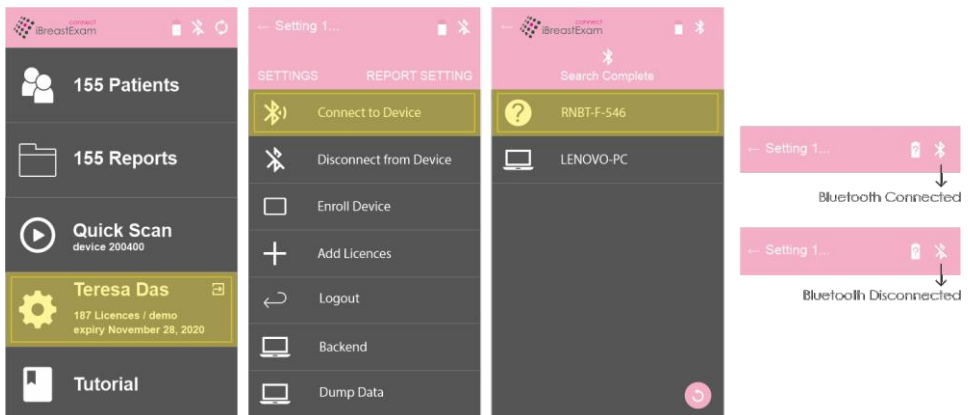 connect
iBreastExam
155 Patients
155 Reports
Quick Scan
device 200400
Teresa Das
187 Licences / demo
expiry November 28, 2020
Tutorial
← Setting 1...
SETTINGS REPORT SETTING
Connect to Device
Disconnect from Device
Enroll Device
Add Licences
Logout
Backend
Dump Data
← connect
iBreastExam
Search Complete
RNBT-F-546
LENOVO-PC
← Setting 1...
Bluetooth Connected
← Setting 1...
Bluetooth Disconnected